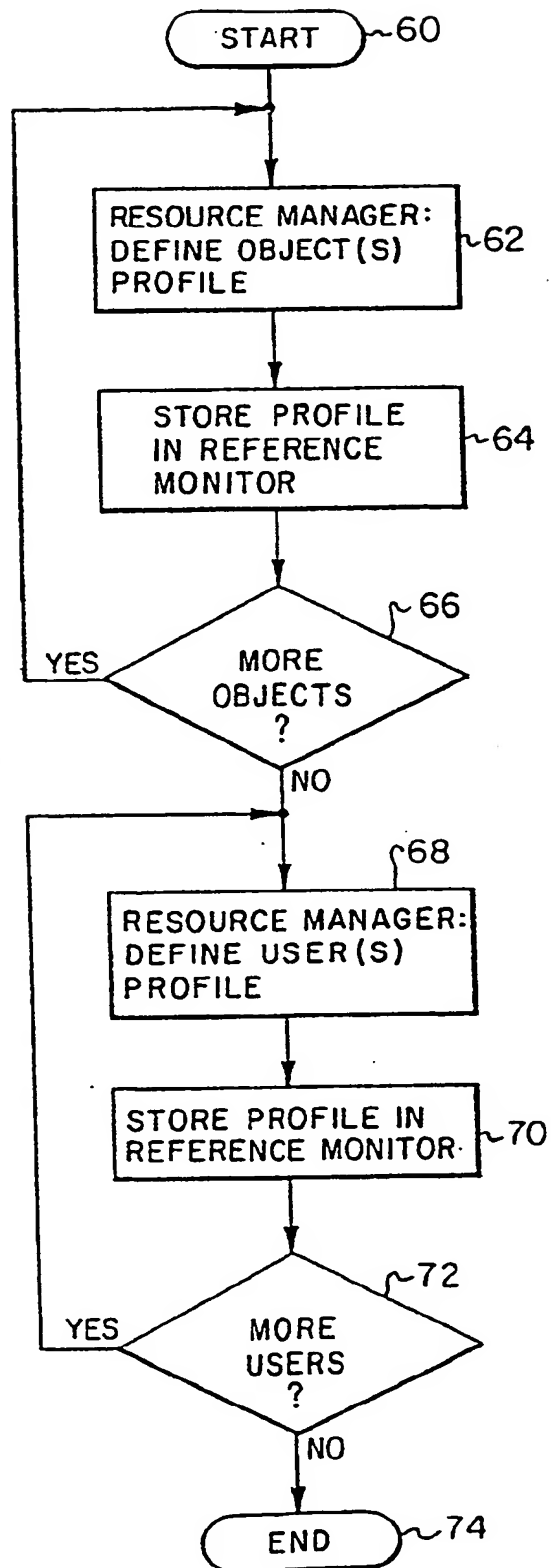 START
60
RESOURCE MANAGER:
DEFINE OBJECT(S)
PROFILE
62
STORE PROFILE
IN REFERENCE
MONITOR
64
66
YES
MORE
OBJECTS
?
NO
68
RESOURCE MANAGER:
DEFINE USER(S)
PROFILE
STORE PROFILE IN
REFERENCE MONITOR
70
72
YES
MORE
USERS
?
NO
END
74